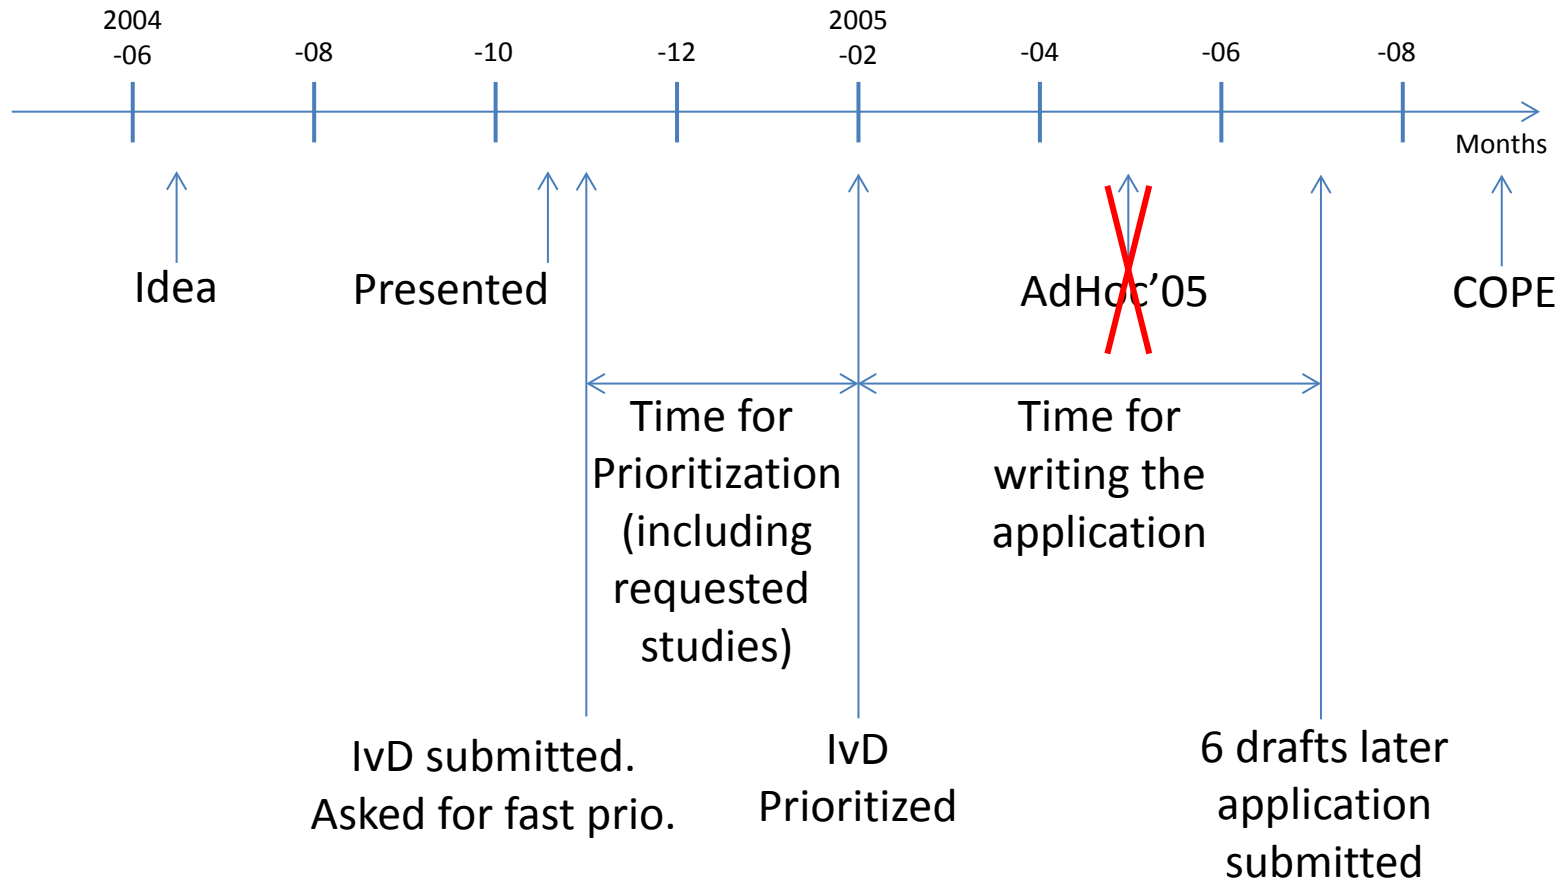 2004
-06
-08
-10
-12
2005
-02
-04
-06
-08
Months
Idea
Presented
AdHoc’05
COPE
Time for
Prioritization
(including
requested
studies)
Time for
writing the
application
IvD submitted.
Asked for fast prio.
IvD
Prioritized
6 drafts later
application
submitted